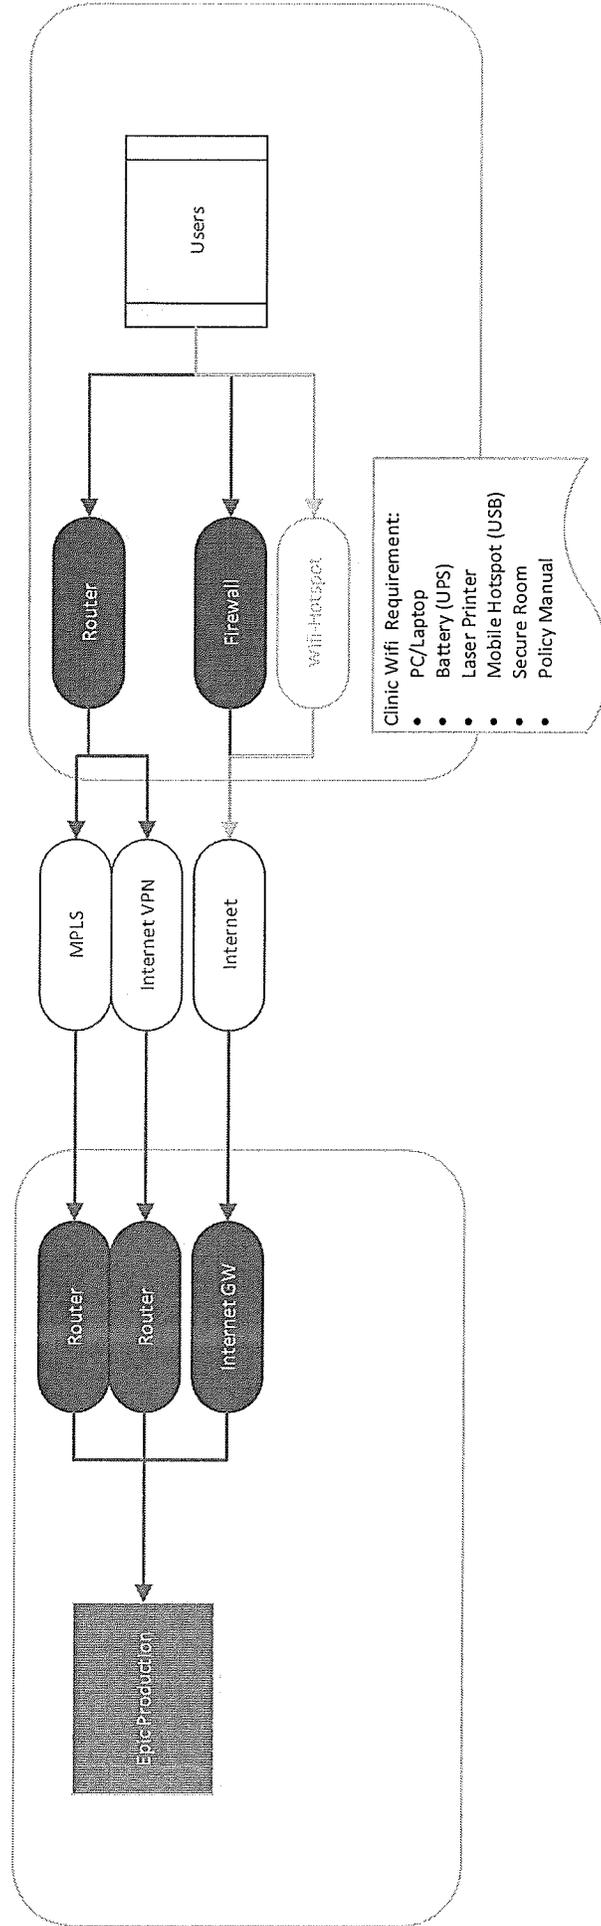 Epic Production
Router
Router
Internet GW
MPLS
Internet VPN
Internet
Router
Firewall
Wifi-Hotspot
Users
Clinic Wifi Requirement:
• PC/Laptop
• Battery (UPS)
• Laser Printer
• Mobile Hotspot (USB)
• Secure Room
• Policy Manual